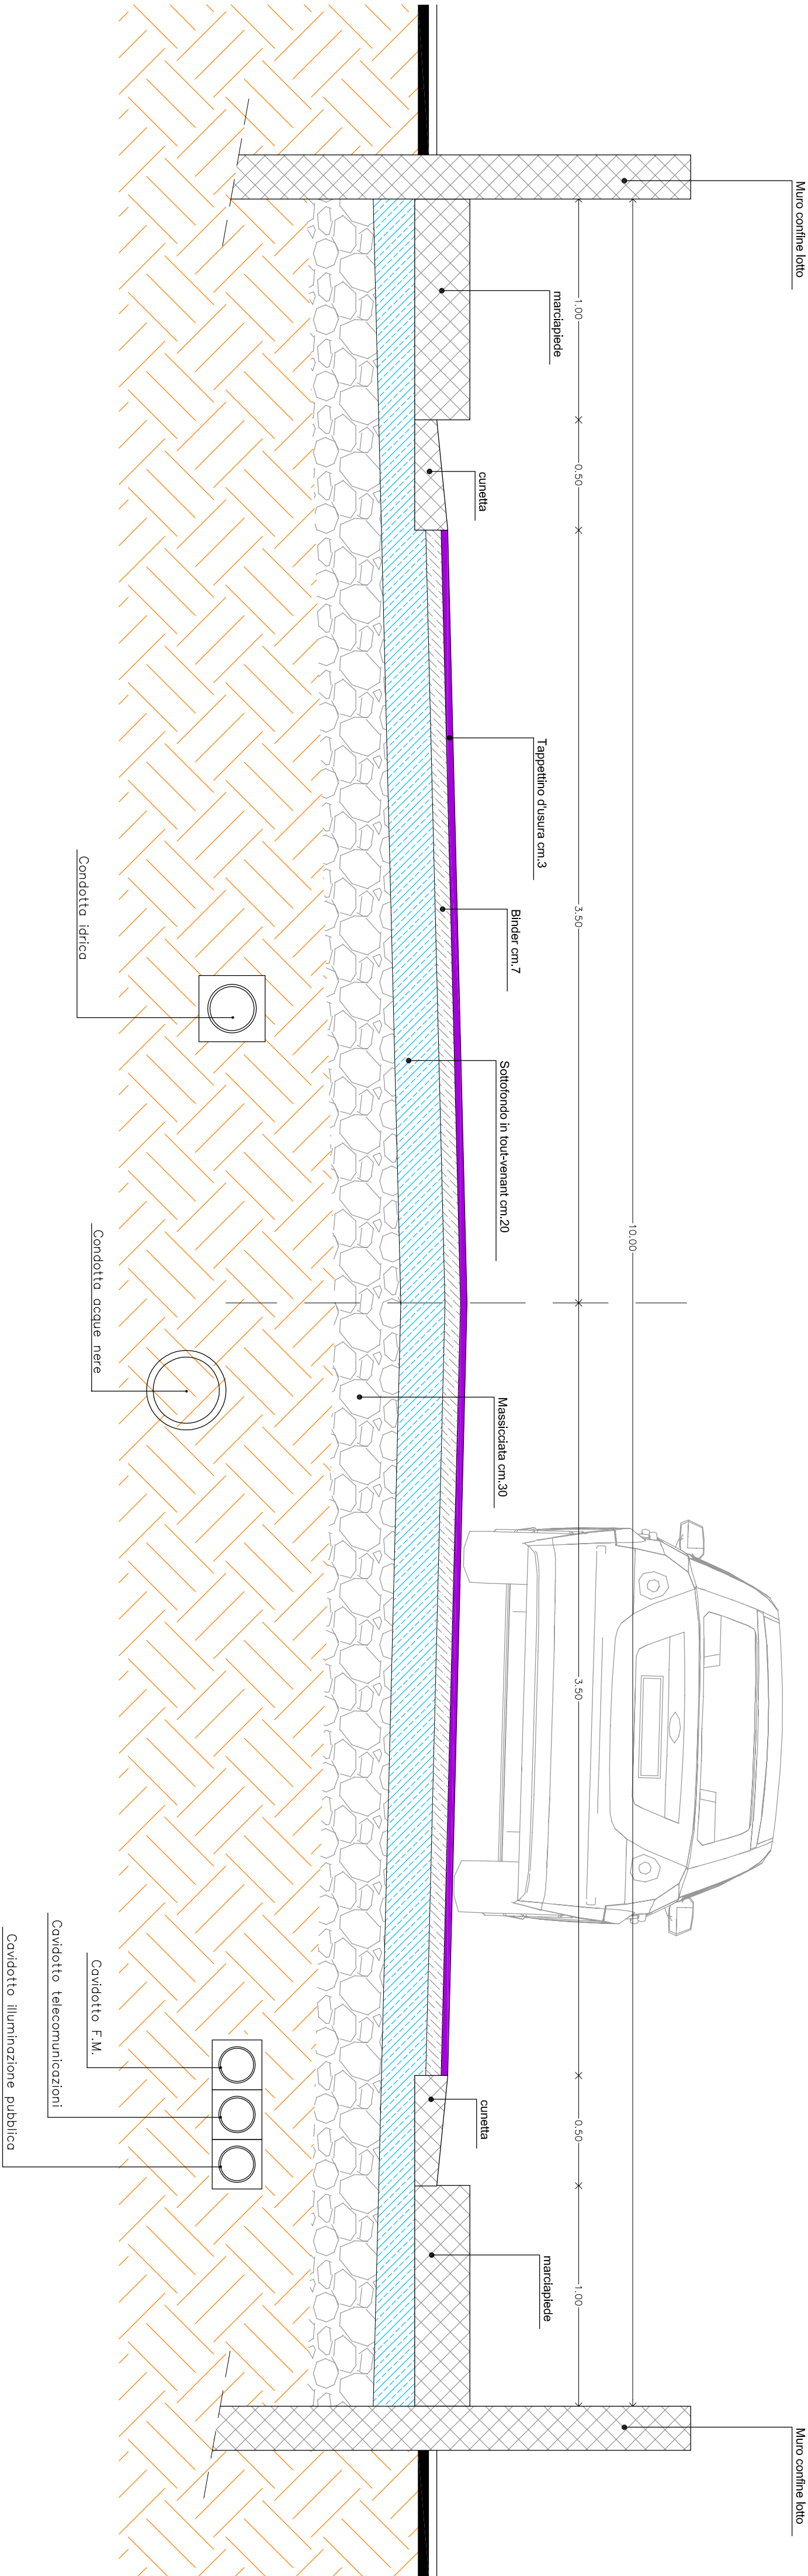 Muro confine lotto
Muro confine lotto
10.00
1.00
0.50
3.50
3.50
0.50
1.00
marciapiede
marciapiede
Tappettino d'usura cm.3
Binder cm.7
Sottofondo in tout-venant cm.20
Massicciata cm.30
cunetta
cunetta
Condotta idrica
Condotta acque nere
Cavidotto F.M.
Cavidotto telecomunicazioni
Cavidotto illuminazione pubblica